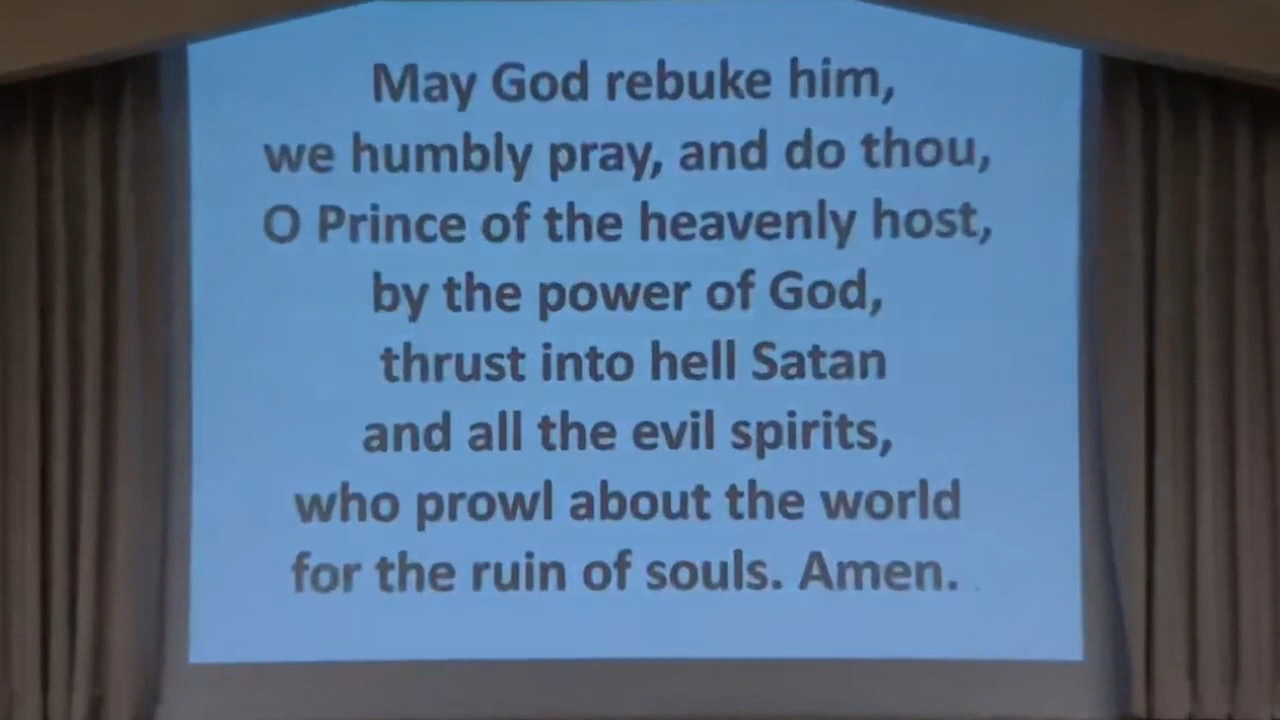 May God rebuke him,
we humbly pray, and do thou,
O Prince of the heavenly host,
by the power of God,
thrust into hell Satan
and all the evil spirits,
who prowl about the world
for the ruin of souls. Amen.